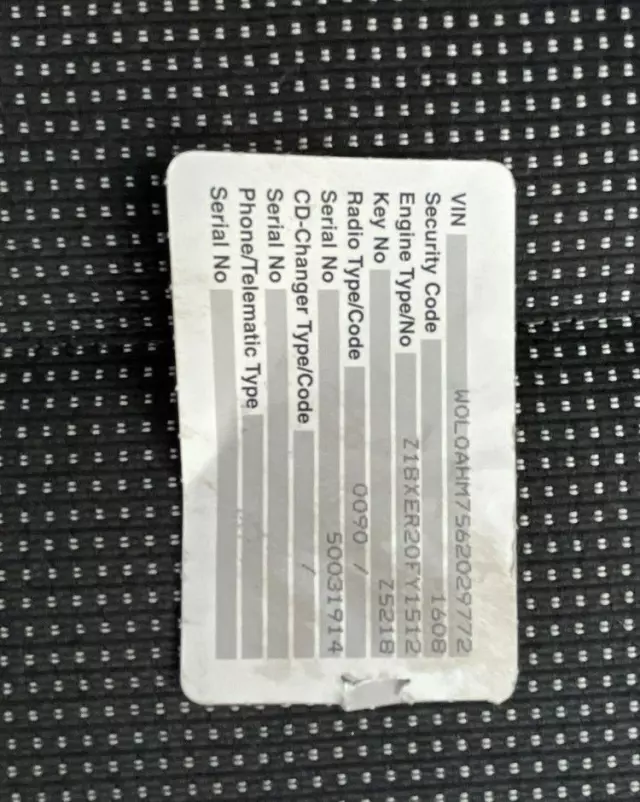 VIN W0L0AHM7562029772
Security Code 1608
Engine Type/No Z18XER20FY1512
Key No Z5218
Radio Type/Code 0090 /
Serial No 50031914
CD-Changer Type/Code /
Serial No
Phone/Telematic Type
Serial No